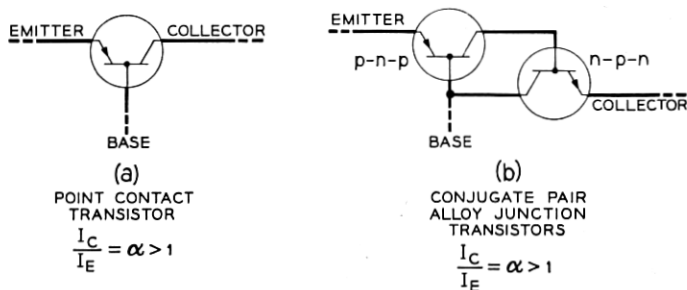 EMITTER
COLLECTOR
BASE
(a)
POINT CONTACT
TRANSISTOR
I_C/I_E = α > 1
EMITTER
p-n-p
n-p-n
COLLECTOR
BASE
(b)
CONJUGATE PAIR
ALLOY JUNCTION
TRANSISTORS
I_C/I_E = α > 1